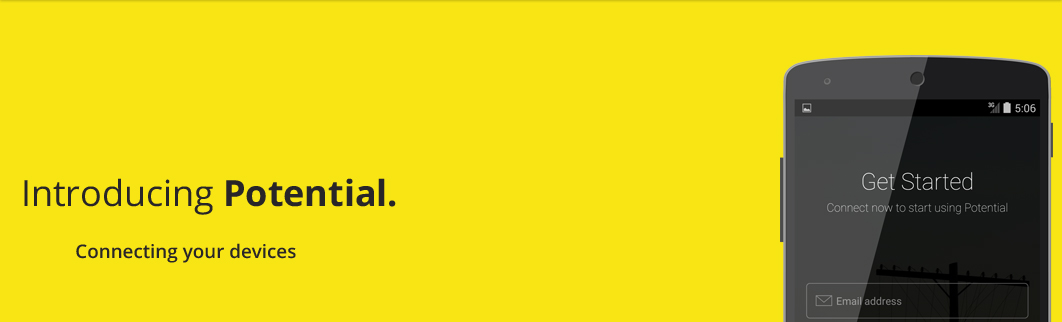 Introducing Potential.
Connecting your devices
3G 5:06
Get Started
Connect now to start using Potential
Email address